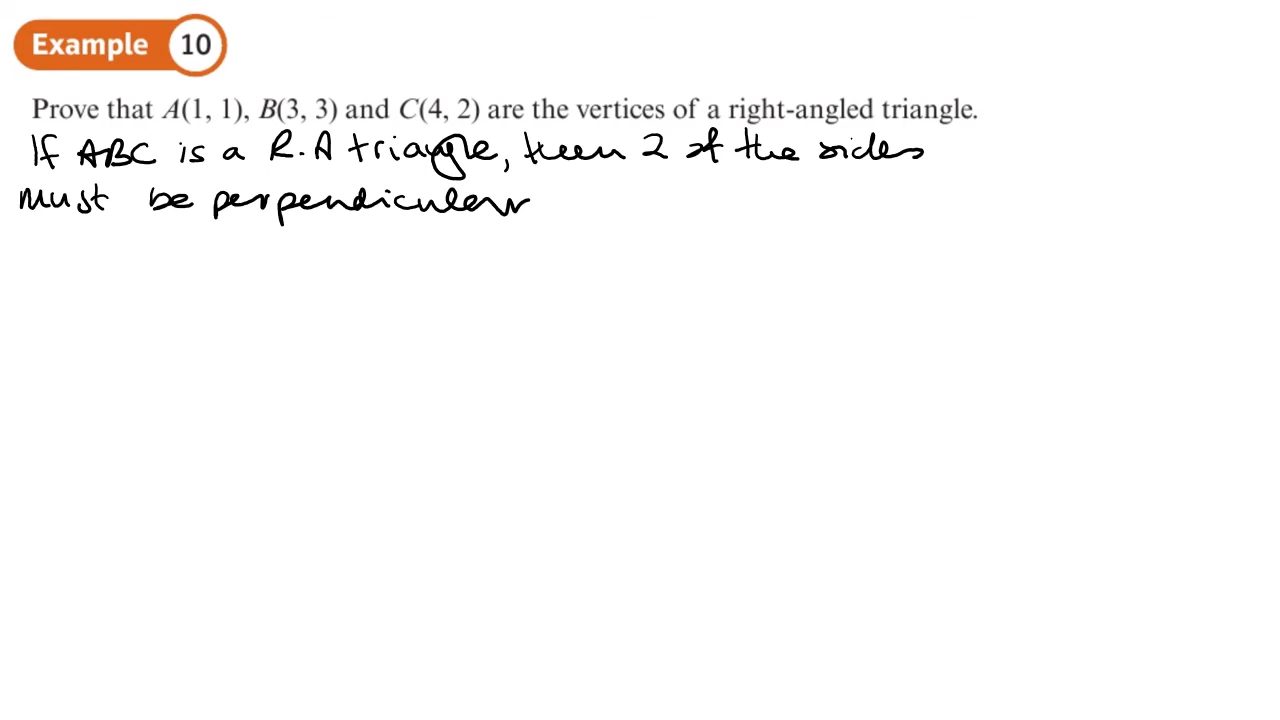 Example 10
Prove that A(1, 1), B(3, 3) and C(4, 2) are the vertices of a right-angled triangle.
If ABC is a R.A triangle, then 2 of the sides
must be perpendicular